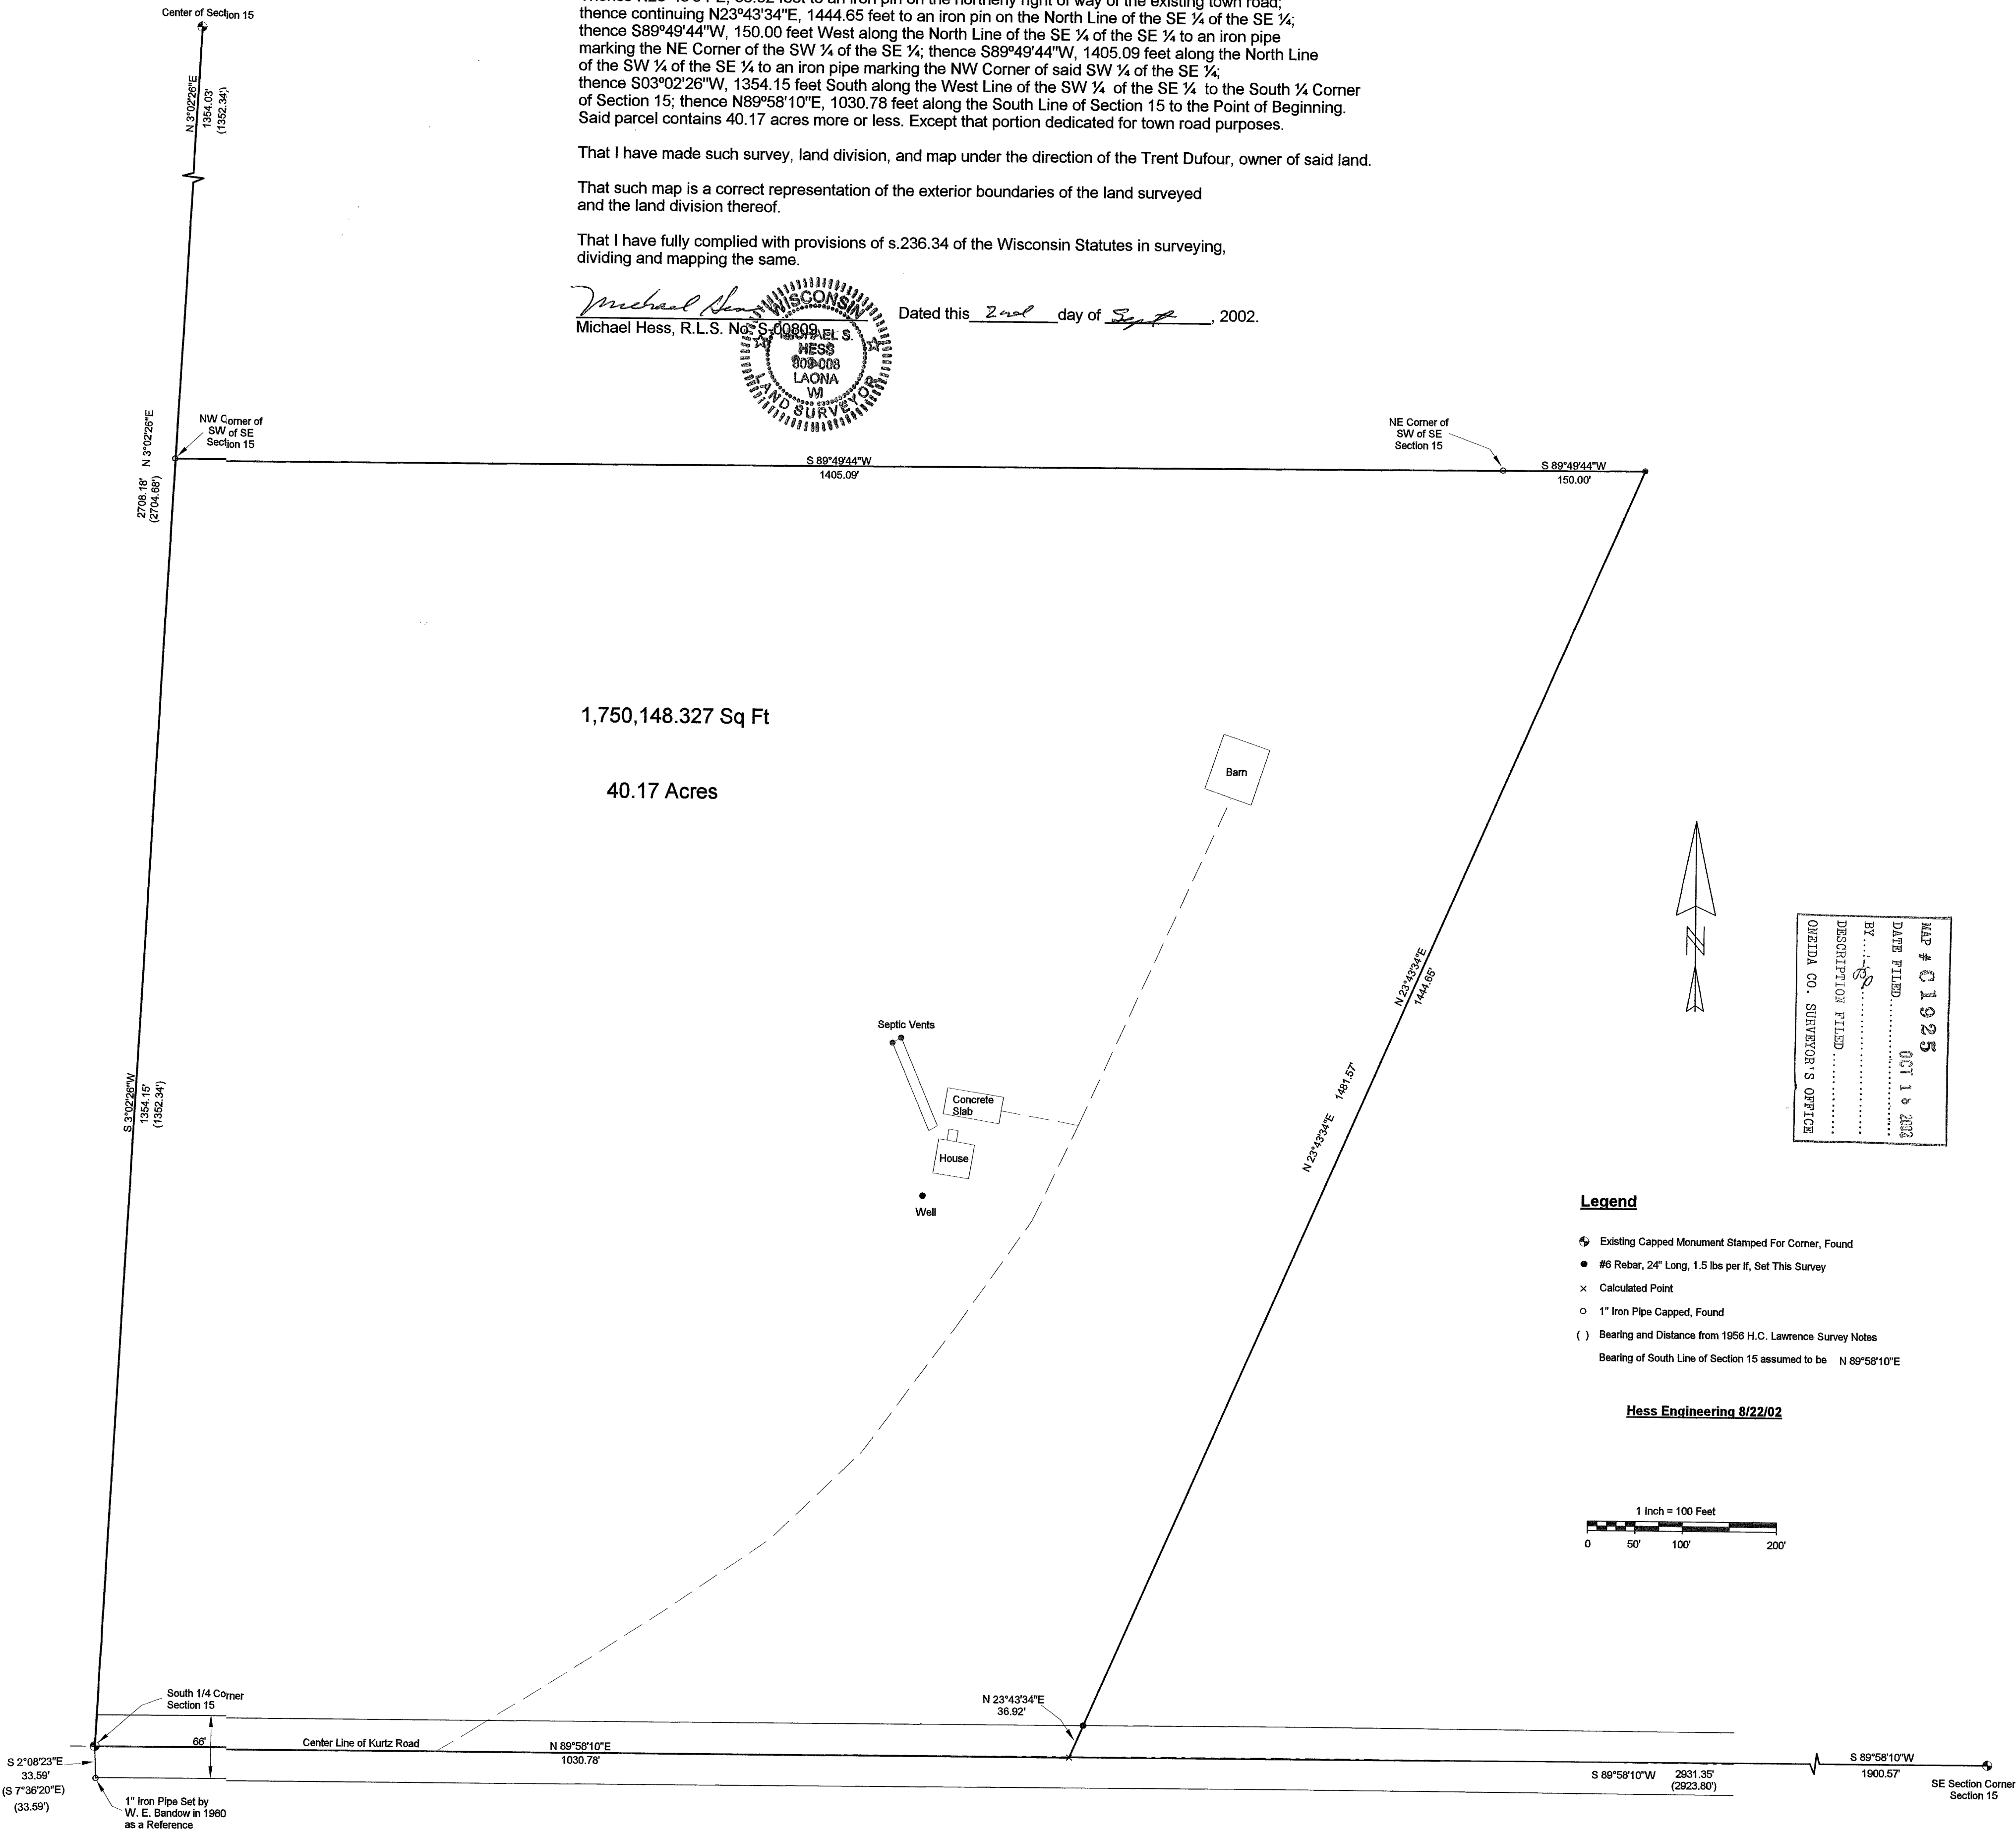 Center of Section 15
thence continuing N23º43'34"E, 1444.65 feet to an iron pin on the North Line of the SE ¼ of the SE ¼;
thence S89º49'44"W, 150.00 feet West along the North Line of the SE ¼ of the SE ¼ to an iron pipe
marking the NE Corner of the SW ¼ of the SE ¼; thence S89º49'44"W, 1405.09 feet along the North Line
of the SW ¼ of the SE ¼ to an iron pipe marking the NW Corner of said SW ¼ of the SE ¼;
thence S03º02'26"W, 1354.15 feet South along the West Line of the SW ¼ of the SE ¼ to the South ¼ Corner
of Section 15; thence N89º58'10"E, 1030.78 feet along the South Line of Section 15 to the Point of Beginning.
Said parcel contains 40.17 acres more or less. Except that portion dedicated for town road purposes.
That I have made such survey, land division, and map under the direction of the Trent Dufour, owner of said land.
That such map is a correct representation of the exterior boundaries of the land surveyed
and the land division thereof.
That I have fully complied with provisions of s.236.34 of the Wisconsin Statutes in surveying,
dividing and mapping the same.
Michael Hess
Dated this 2nd day of Sept, 2002.
Michael Hess, R.L.S. No. S-00809
WISCONSIN
MICHAEL S.
HESS
LAONA
WI
LAND SURVEYOR
N 3°02'26"E
1354.03'
(1352.34')
N 3°02'26"E
2708.18'
(2704.68')
NW Corner of
SW of SE
Section 15
S 89°49'44"W
1405.09'
NE Corner of
SW of SE
Section 15
S 89°49'44"W
150.00'
1,750,148.327 Sq Ft
40.17 Acres
Barn
N 23°43'34"E
1444.65'
N 23°43'34"E 1481.57'
N
MAP # C1925
DATE FILED OCT 16 2002
BY
DESCRIPTION FILED
ONEIDA CO. SURVEYOR'S OFFICE
Septic Vents
Concrete
Slab
House
Well
S 3°02'26"W
1354.15'
(1352.34')
Legend
Existing Capped Monument Stamped For Corner, Found
#6 Rebar, 24" Long, 1.5 lbs per lf, Set This Survey
x Calculated Point
1" Iron Pipe Capped, Found
( ) Bearing and Distance from 1956 H.C. Lawrence Survey Notes
Bearing of South Line of Section 15 assumed to be N 89°58'10"E
Hess Engineering 8/22/02
1 Inch = 100 Feet
0 50' 100' 200'
South 1/4 Corner
Section 15
66'
Center Line of Kurtz Road
N 89°58'10"E
1030.78'
N 23°43'34"E
36.92'
S 2°08'23"E
33.59'
(S 7°36'20"E)
(33.59')
1" Iron Pipe Set by
W. E. Bandow in 1980
as a Reference
S 89°58'10"W 2931.35'
(2923.80')
S 89°58'10"W
1900.57'
SE Section Corner
Section 15